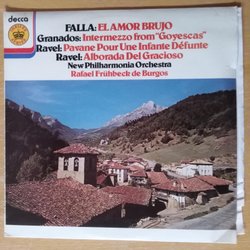 decca
FALLA: EL AMOR BRUJO
Granados: Intermezzo from "Goyescas"
Ravel: Pavane Pour Une Infante Défunte
Ravel: Alborada Del Gracioso
New Philharmonia Orchestra
Rafael Frühbeck de Burgos